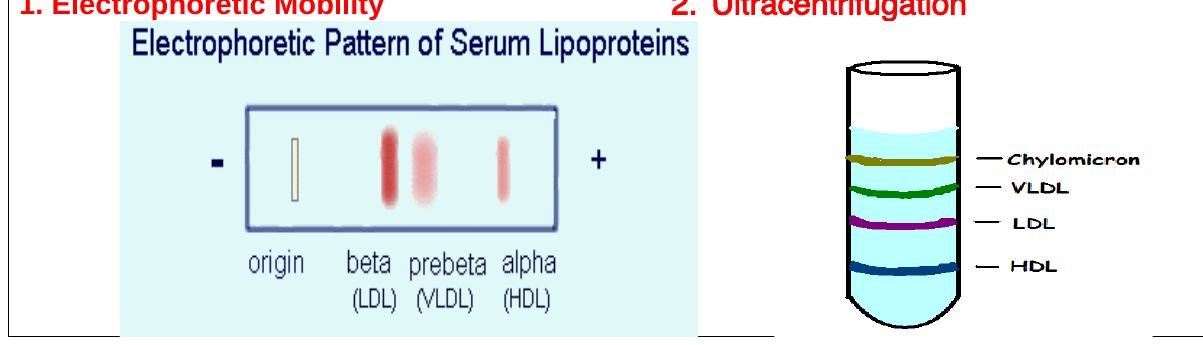 1. Electrophoretic Mobility
2. Ultracentrifugation
Electrophoretic Pattern of Serum Lipoproteins
- +
origin beta prebeta alpha
(LDL) (VLDL) (HDL)
Chylomicron
VLDL
LDL
HDL